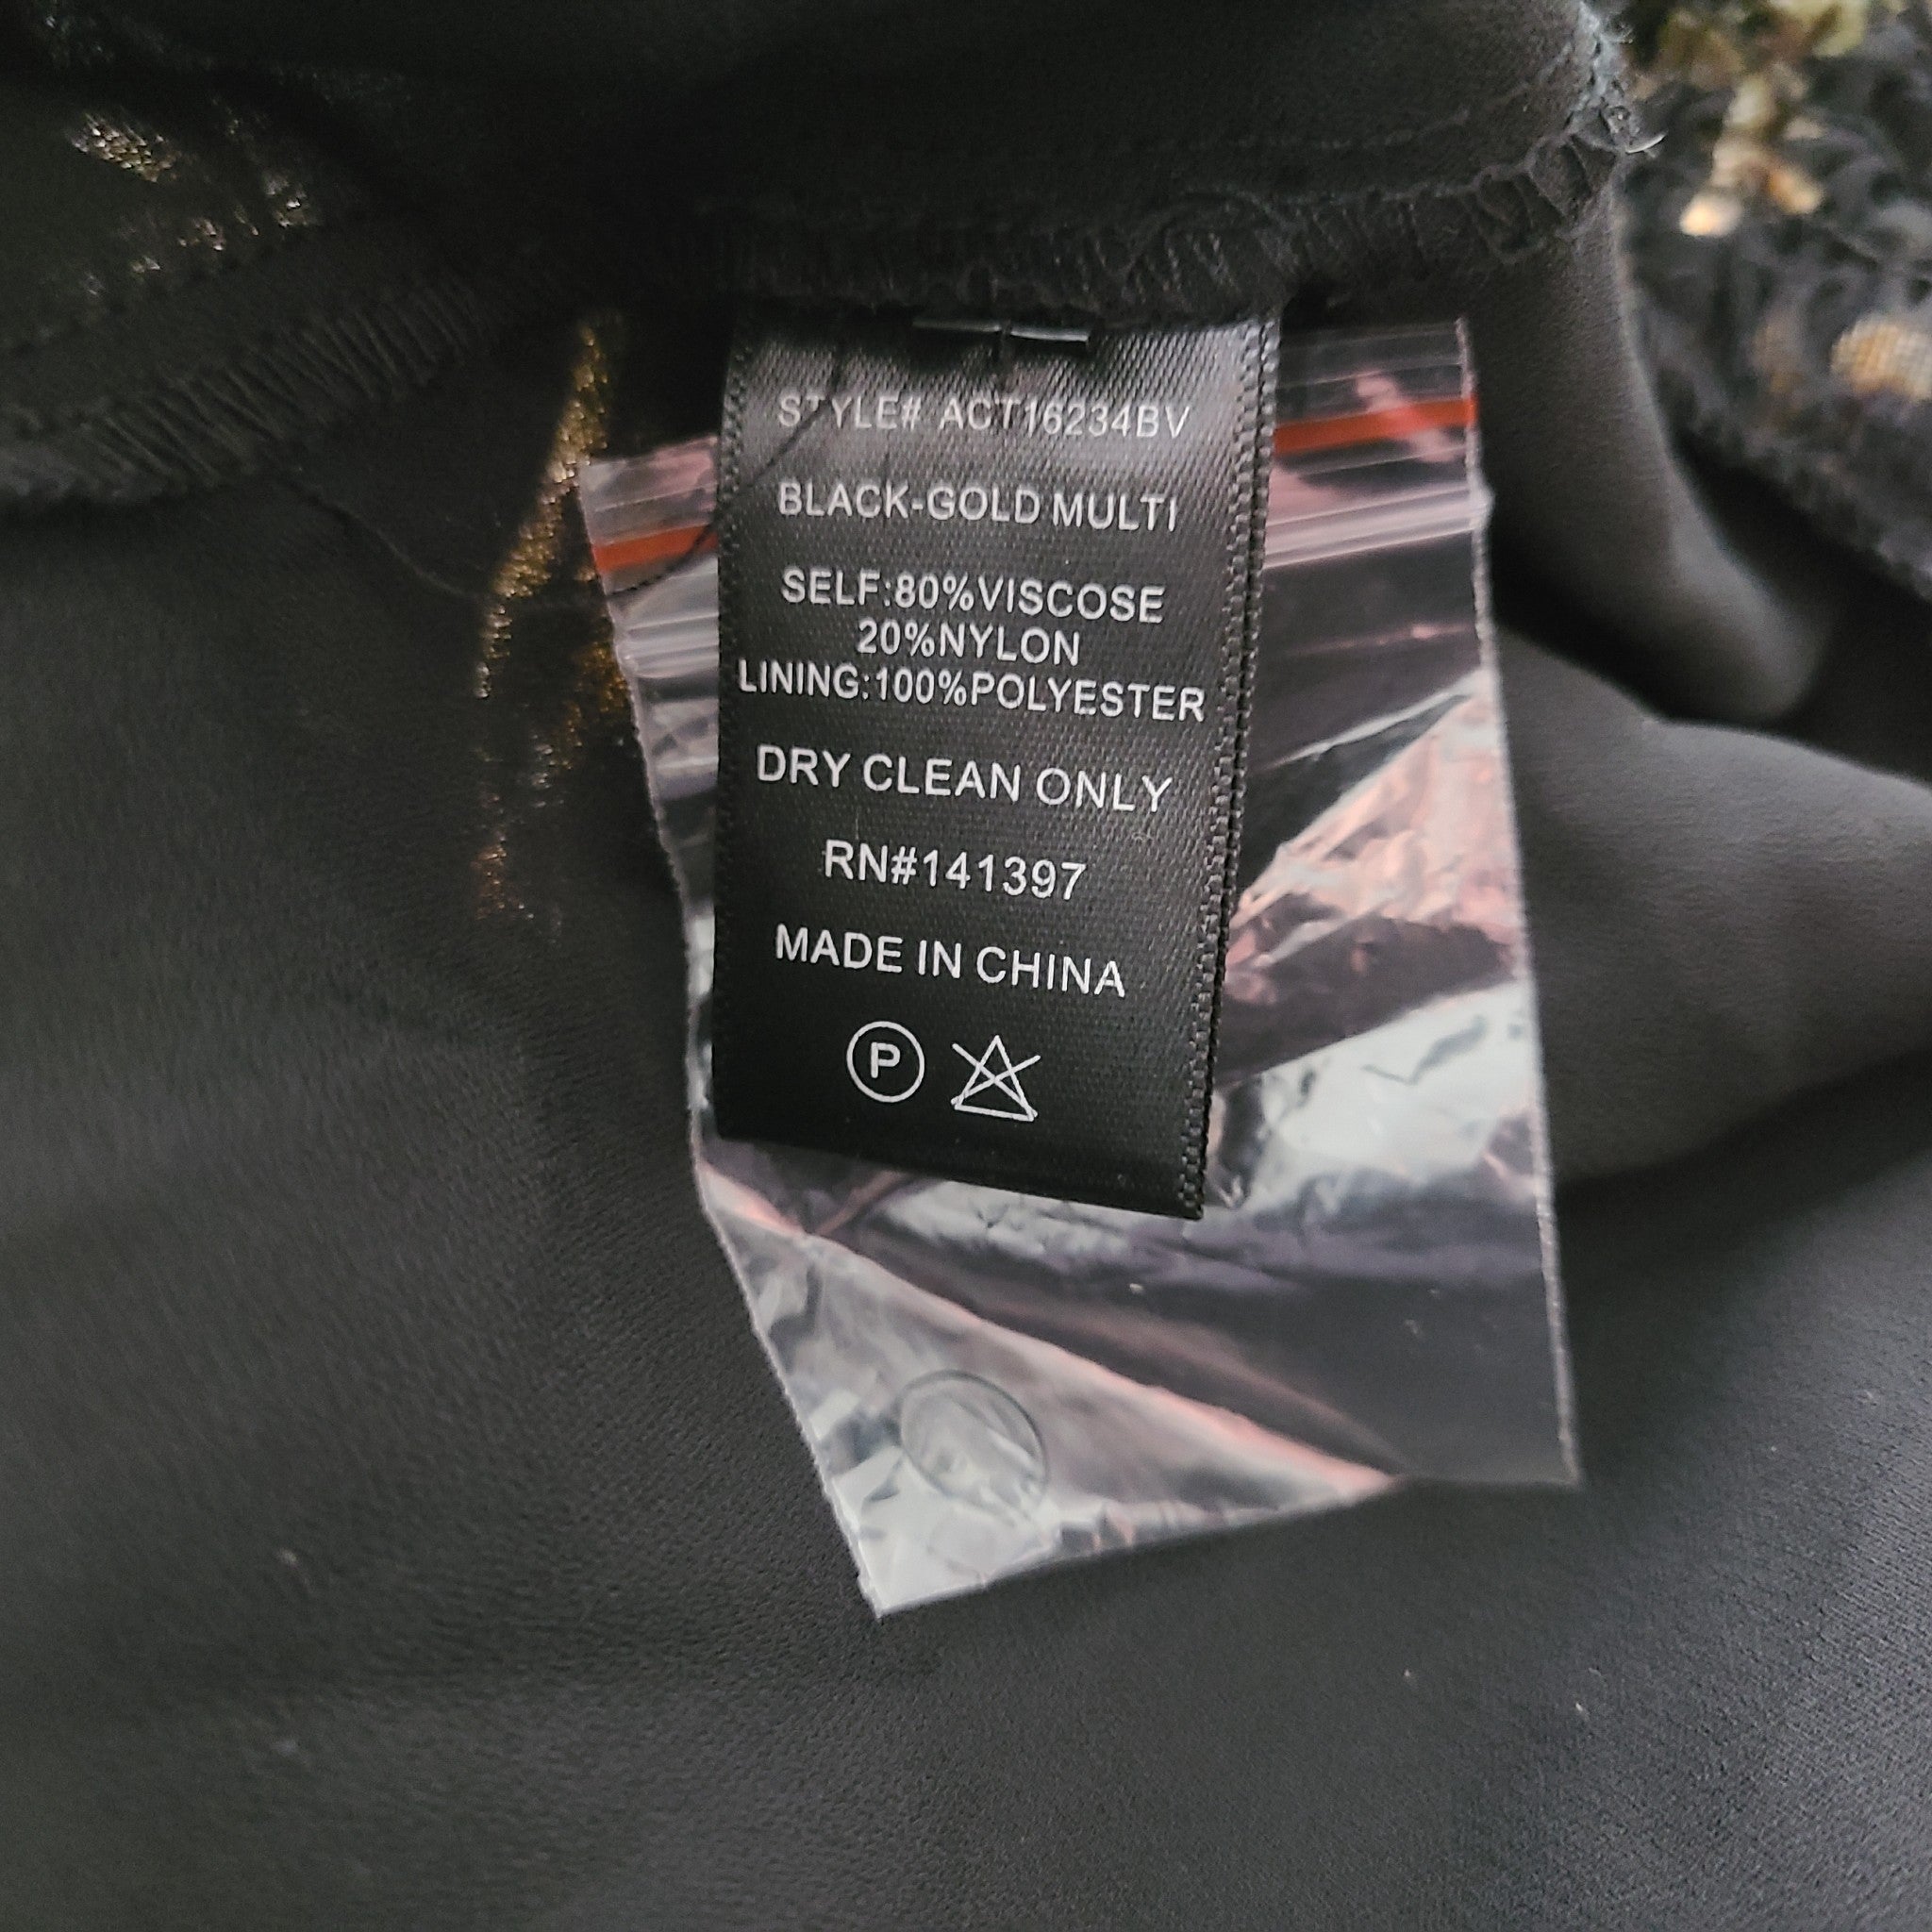 STYLE# ACT16234BV
BLACK-GOLD MULTI
SELF:80%VISCOSE
20%NYLON
LINING:100%POLYESTER
DRY CLEAN ONLY
RN#141397
MADE IN CHINA
P